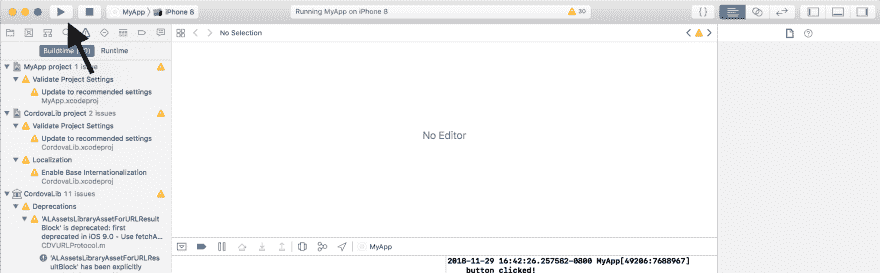 MyApp 〉 iPhone 8
Running MyApp on iPhone 8
30
No Selection
Buildtime
Runtime
MyApp project 1 issue
Validate Project Settings
Update to recommended settings
MyApp.xcodeproj
CordovaLib project 2 issues
Validate Project Settings
Update to recommended settings
CordovaLib.xcodeproj
Localization
Enable Base Internationalization
CordovaLib.xcodeproj
CordovaLib 11 issues
Deprecations
'ALAssetsLibraryAssetForURLResult
Block' is deprecated: first
deprecated in iOS 9.0 - Use fetchA...
CDVURLProtocol.m
'ALAssetsLibraryAssetForURLRes
ultBlock' has been explicitly
No Editor
MyApp
2018-11-29 16:42:26.257582-0800 MyApp[49206:7688967]
button clicked!